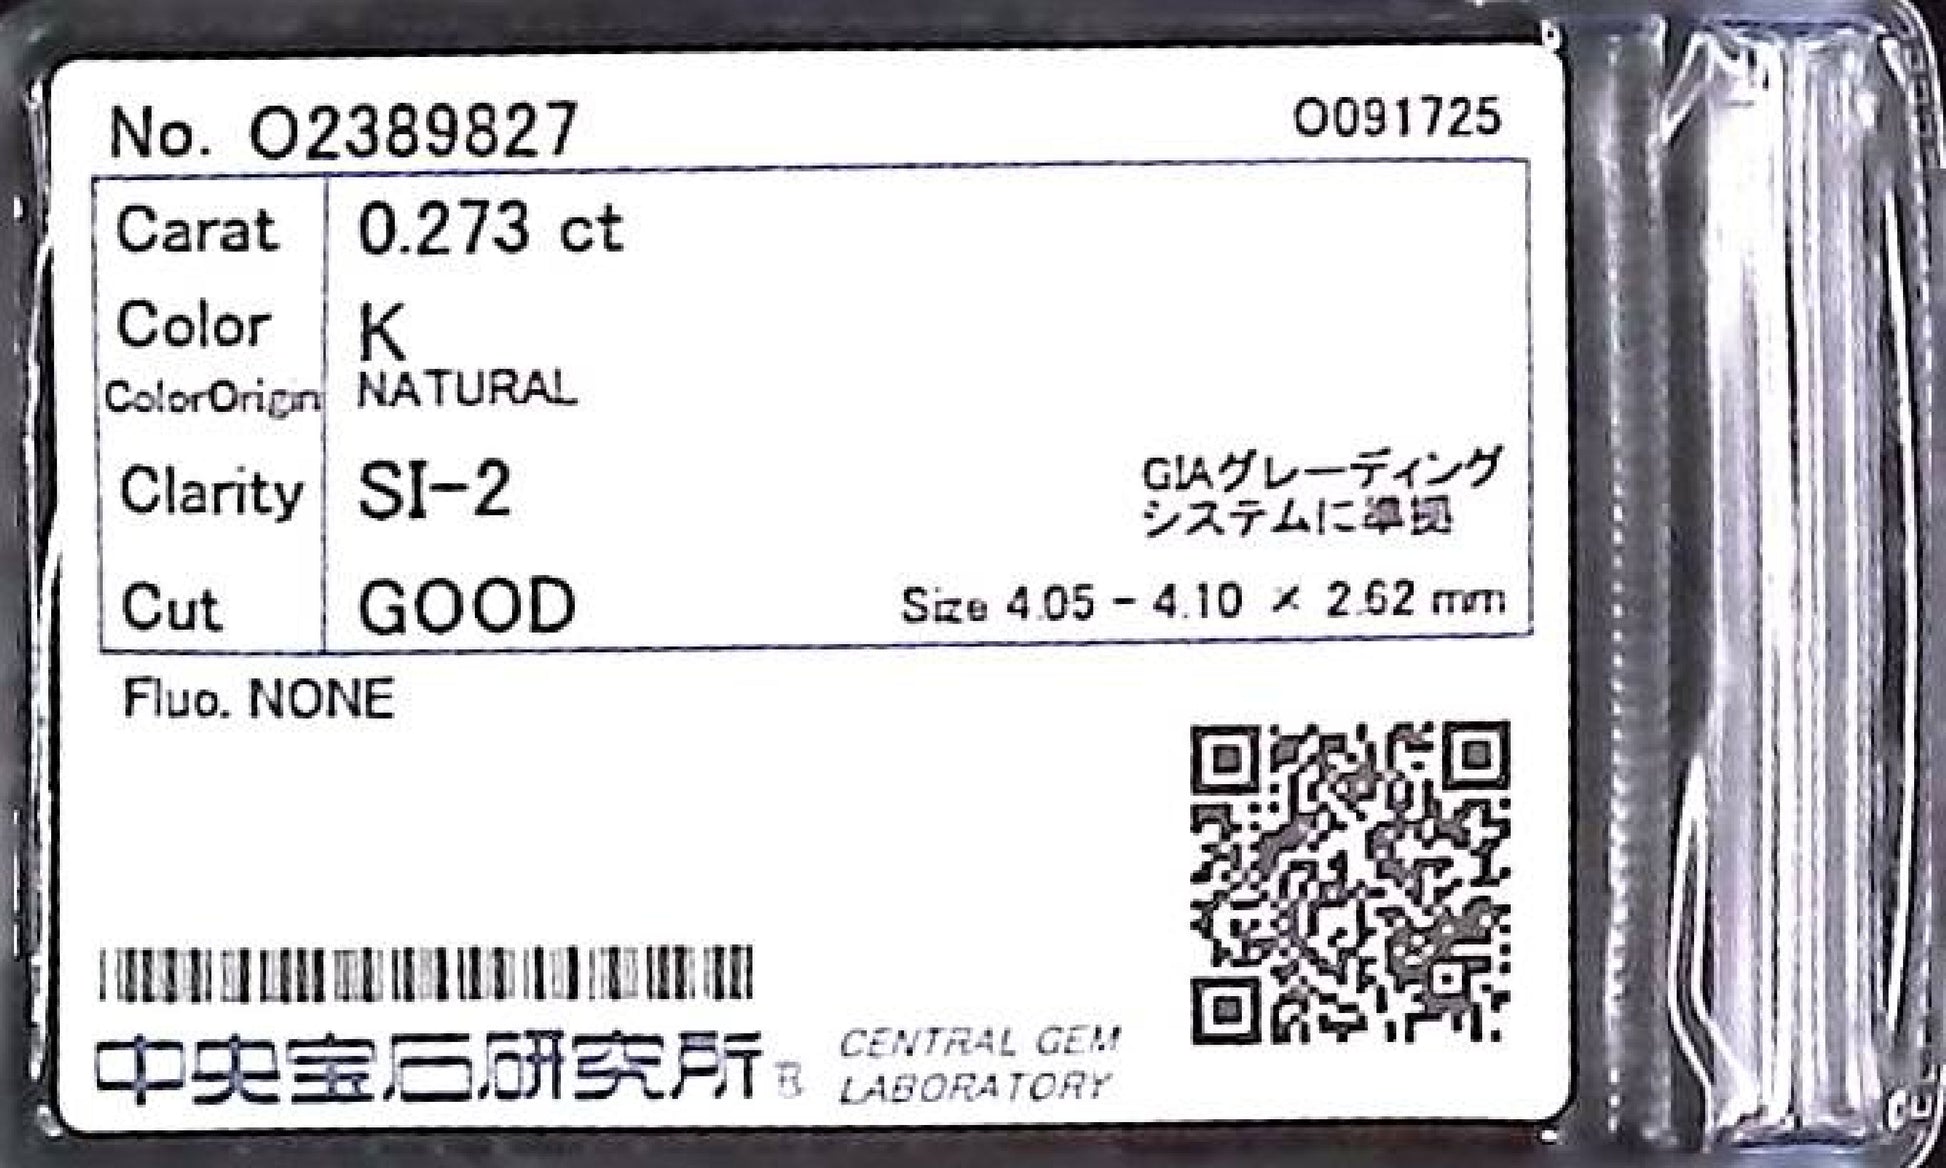 No. O2389827
O091725
Carat 0.273 ct
Color K
ColorOrigin NATURAL
Clarity SI-2
GIAグレーディング
システムに準拠
Cut GOOD
Size 4.05 - 4.10 × 2.62 mm
Fluo. NONE
中央宝石研究所
CENTRAL GEM
LABORATORY